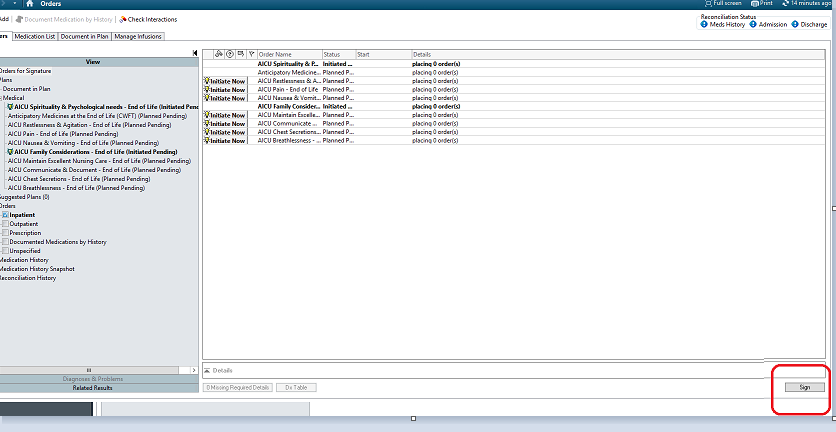 Orders
Full screen Print 14 minutes ago
Add Document Medication by History Check Interactions
Reconciliation Status
Meds History Admission Discharge
Medication List Document in Plan Manage Infusions
View
Orders for Signature
Plans
Document in Plan
Medical
AICU Spirituality & Psychological needs - End of Life (Initiated Pend
Anticipatory Medicines at the End of Life (CWFT) (Planned Pending)
AICU Restlessness & Agitation - End of Life (Planned Pending)
AICU Pain - End of Life (Planned Pending)
AICU Nausea & Vomiting - End of Life (Planned Pending)
AICU Family Considerations - End of Life (Initiated Pending)
AICU Maintain Excellent Nursing Care - End of Life (Planned Pending)
AICU Communicate & Document - End of Life (Planned Pending)
AICU Chest Secretions - End of Life (Planned Pending)
AICU Breathlessness - End of Life (Planned Pending)
Suggested Plans (0)
Orders
Inpatient
Outpatient
Prescription
Documented Medications by History
Unspecified
Medication History
Medication History Snapshot
Reconciliation History
Diagnoses & Problems
Related Results
Order Name Status Start Details
AICU Spirituality & P... Initiated ... placing 0 order(s)
Anticipatory Medicine... Planned P... placing 0 order(s)
Initiate Now AICU Restlessness & A... Planned P... placing 0 order(s)
Initiate Now AICU Pain - End of Life Planned P... placing 0 order(s)
Initiate Now AICU Nausea & Vomit... Planned P... placing 0 order(s)
AICU Family Consider... Initiated ... placing 0 order(s)
Initiate Now AICU Maintain Excelle... Planned P... placing 0 order(s)
Initiate Now AICU Communicate ... Planned P... placing 0 order(s)
Initiate Now AICU Chest Secretions... Planned P... placing 0 order(s)
Initiate Now AICU Breathlessness - ... Planned P... placing 0 order(s)
Details
0 Missing Required Details Dx Table Sign